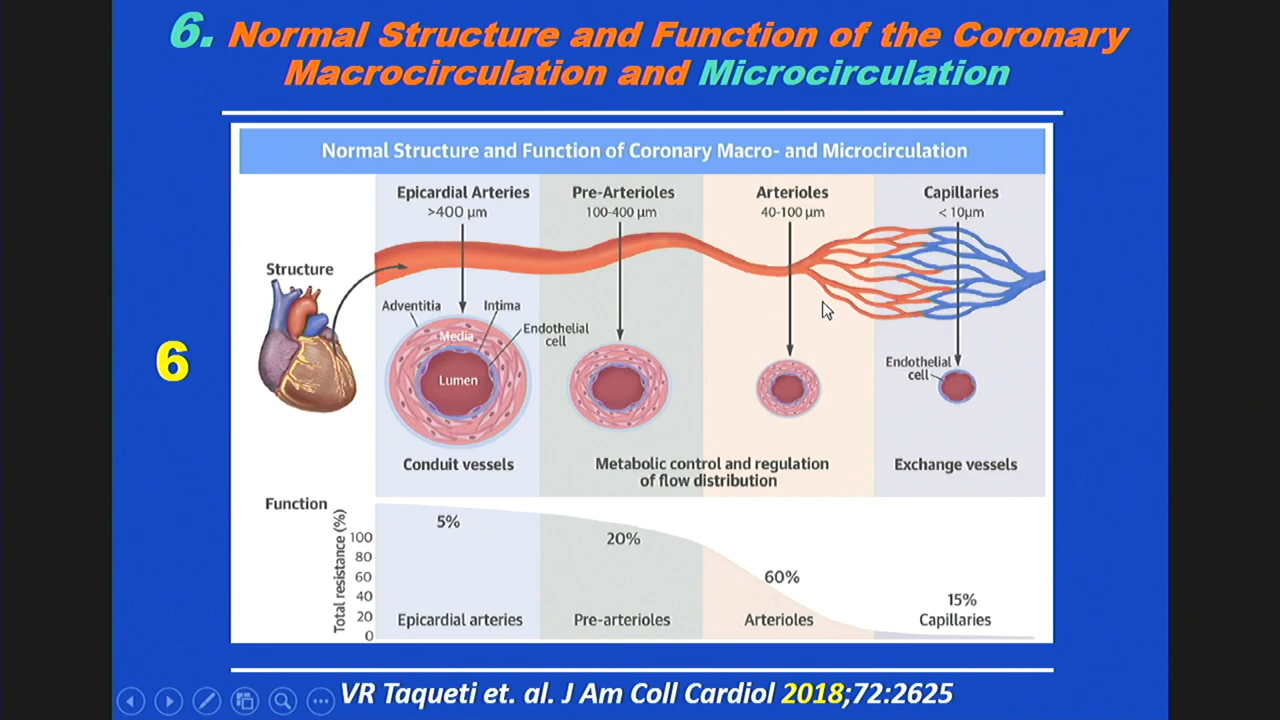 6. Normal Structure and Function of the Coronary
Macrocirculation and Microcirculation
Normal Structure and Function of Coronary Macro- and Microcirculation
Epicardial Arteries
>400 µm
Pre-Arterioles
100-400 µm
Arterioles
40-100 µm
Capillaries
< 10µm
Structure
Adventitia
Intima
Endothelial
cell
Media
Lumen
Endothelial
cell
6
Conduit vessels
Metabolic control and regulation
of flow distribution
Exchange vessels
Function
Total resistance (%)
100
80
60
40
20
0
5%
20%
60%
15%
Epicardial arteries
Pre-arterioles
Arterioles
Capillaries
VR Taqueti et. al. J Am Coll Cardiol 2018;72:2625